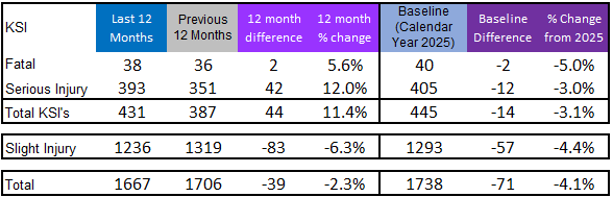 KSI Last 12 Months Previous 12 Months 12 month difference 12 month % change Baseline (Calendar Year 2025) Baseline Difference % Change from 2025
Fatal 38 36 2 5.6% 40 -2 -5.0%
Serious Injury 393 351 42 12.0% 405 -12 -3.0%
Total KSI's 431 387 44 11.4% 445 -14 -3.1%
Slight Injury 1236 1319 -83 -6.3% 1293 -57 -4.4%
Total 1667 1706 -39 -2.3% 1738 -71 -4.1%